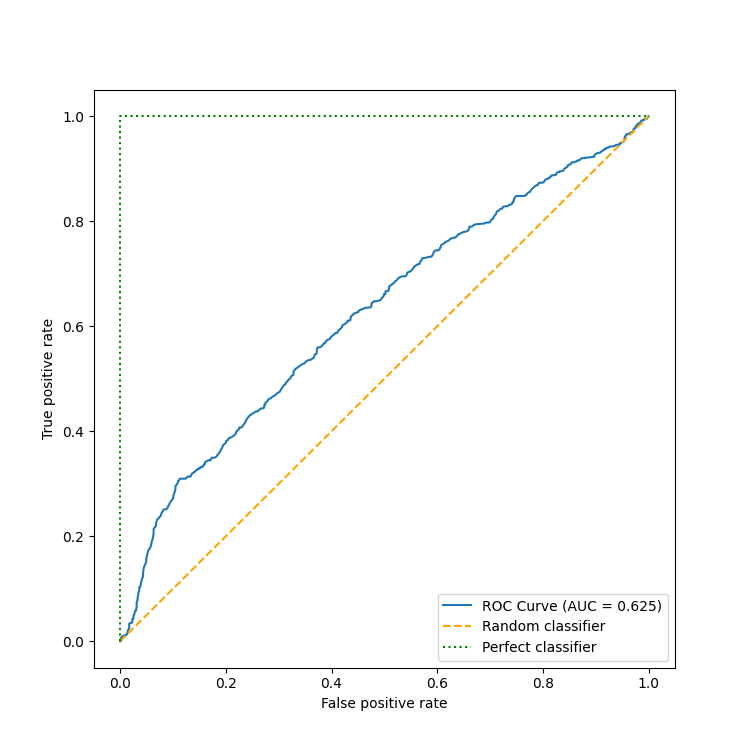 1.0
0.8
0.6
0.4
0.2
0.0
True positive rate
ROC Curve (AUC = 0.625)
Random classifier
Perfect classifier
0.0 0.2 0.4 0.6 0.8 1.0
False positive rate